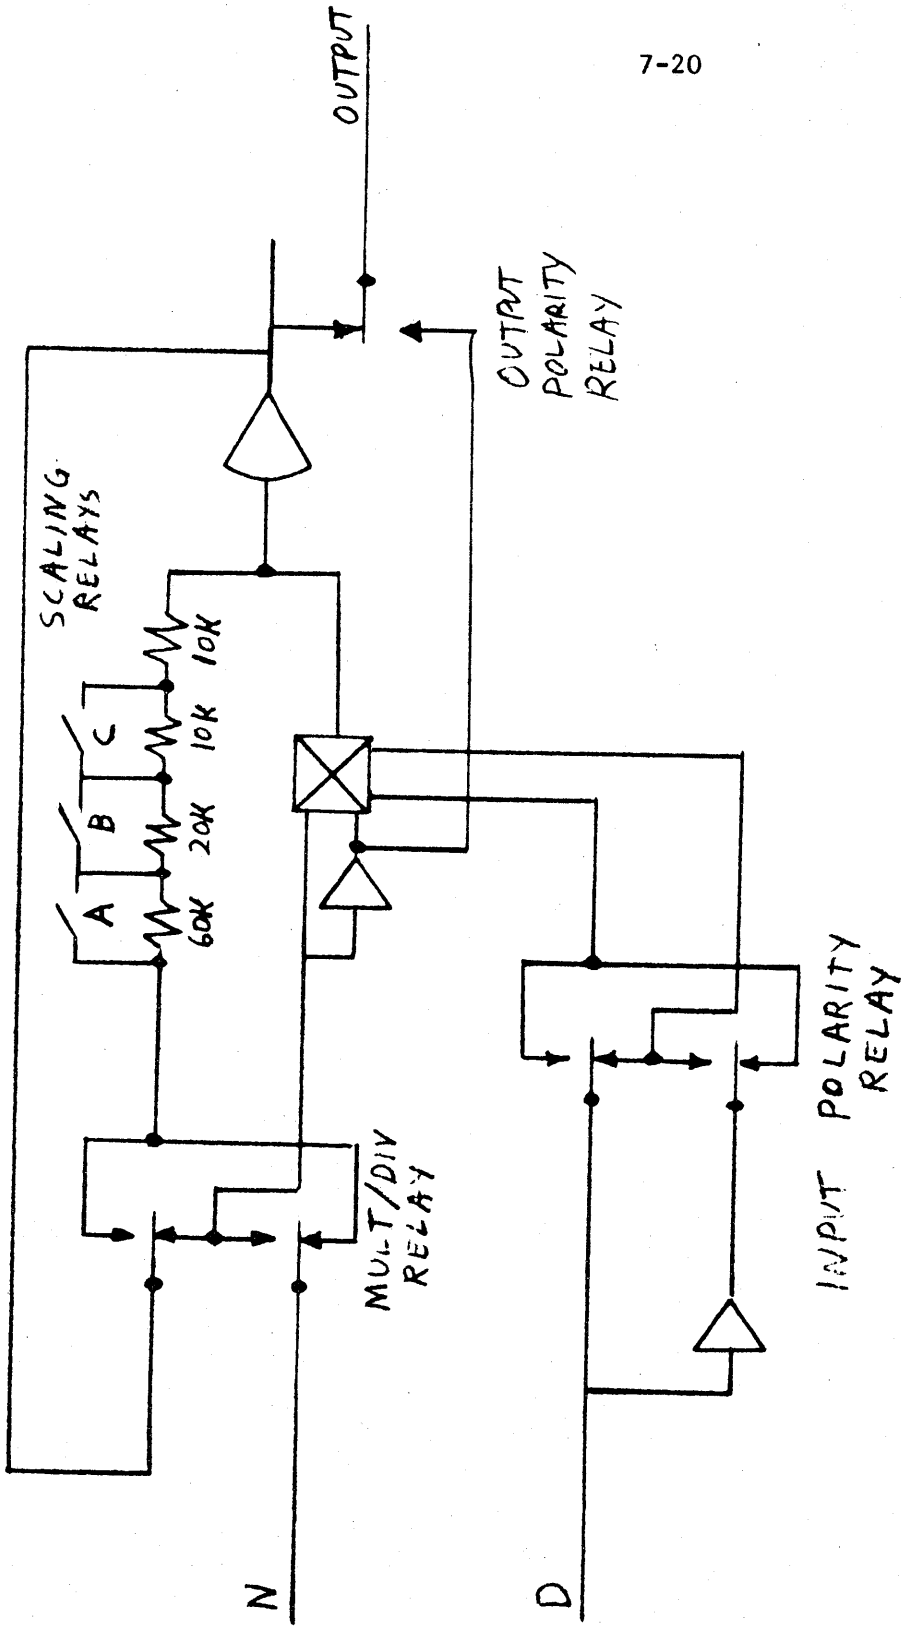 7-20
SCALING
RELAYS
A
B
C
60K
20K
10K
10K
OUTPUT
N
MULT/DIV
RELAY
OUTPUT
POLARITY
RELAY
D
INPUT POLARITY
RELAY